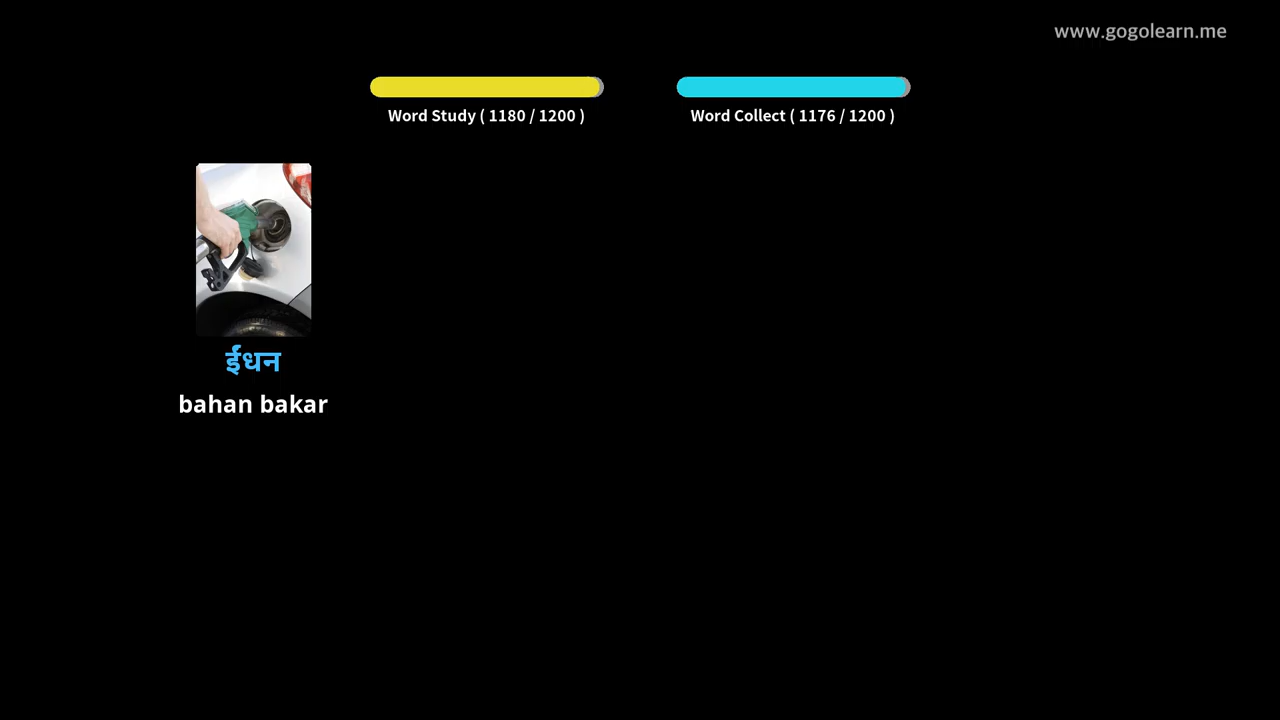 www.gogolearn.me
Word Study ( 1180 / 1200 )
Word Collect ( 1176 / 1200 )
ईंधन
bahan bakar